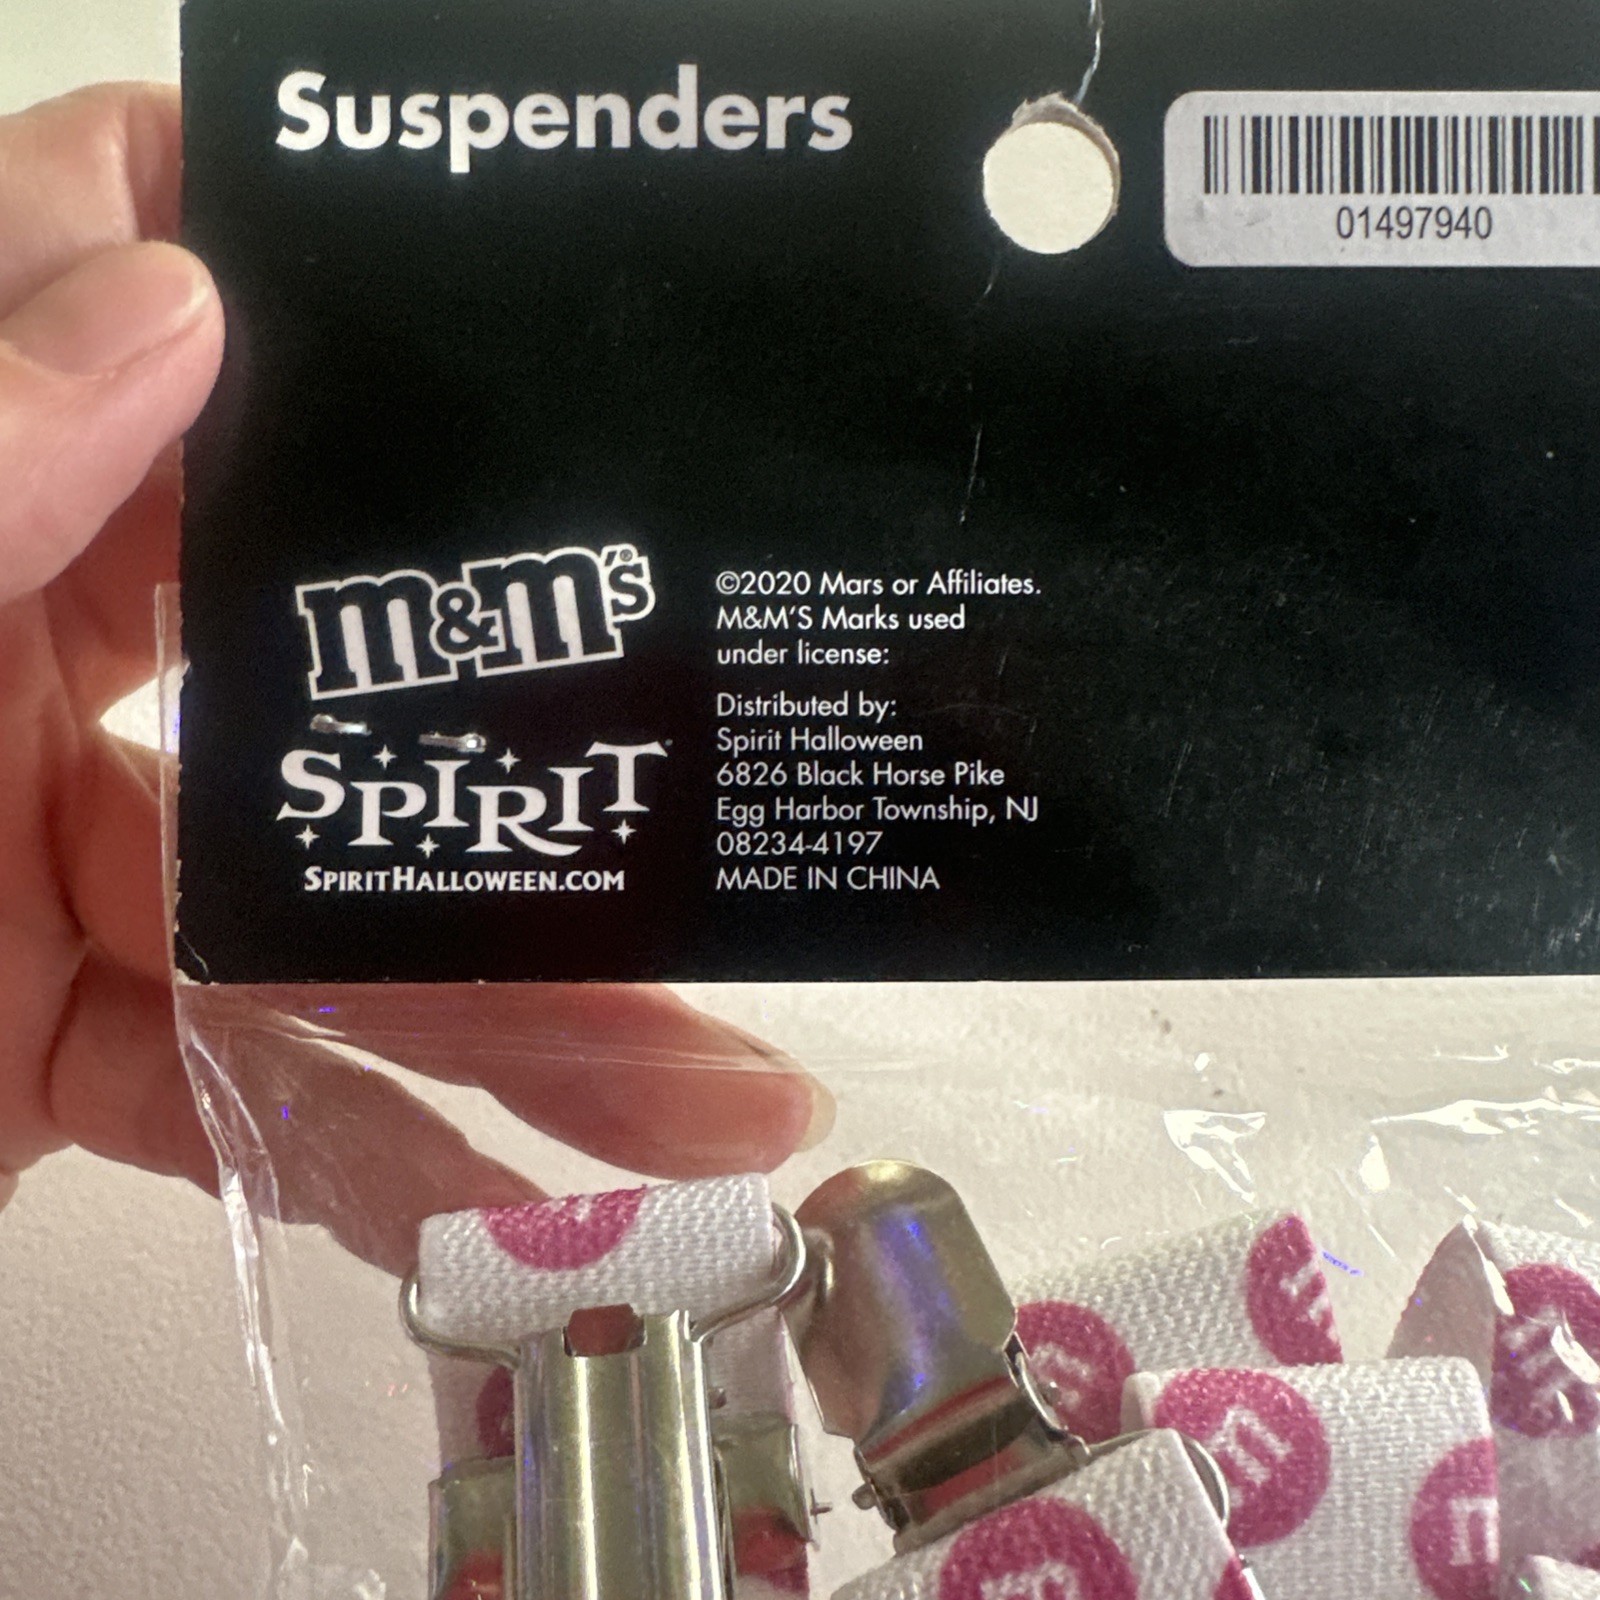 Suspenders
01497940
m&m's®
©2020 Mars or Affiliates.
M&M'S Marks used
under license:
Distributed by:
Spirit Halloween
6826 Black Horse Pike
Egg Harbor Township, NJ
08234-4197
MADE IN CHINA
SPIRIT
SPIRITHALLOWEEN.COM
m
m
m
m
m